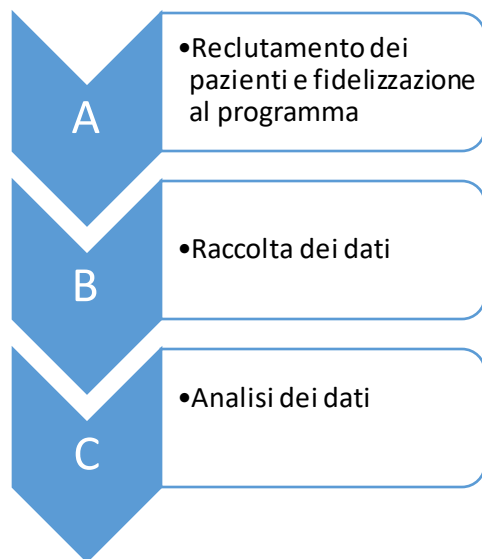 A
•Reclutamento dei
pazienti e fidelizzazione
al programma
B
•Raccolta dei dati
C
•Analisi dei dati